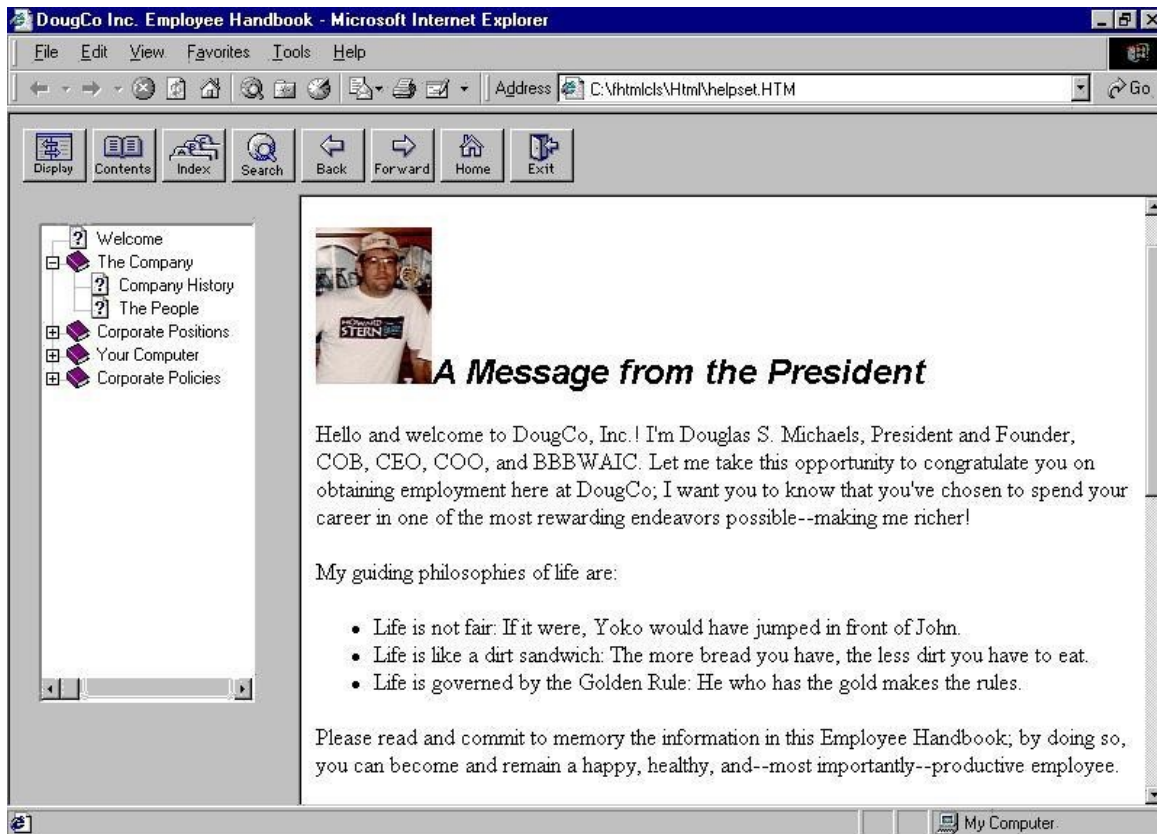 DougCo Inc. Employee Handbook - Microsoft Internet Explorer
File Edit View Favorites Tools Help
Address C:\fhtmlcls\Html\helpset.HTM Go
Display Contents Index Search Back Forward Home Exit
Welcome
The Company
Company History
The People
Corporate Positions
Your Computer
Corporate Policies
HOWARD
STERN
A Message from the President
Hello and welcome to DougCo, Inc.! I'm Douglas S. Michaels, President and Founder,
COB, CEO, COO, and BBBWAIC. Let me take this opportunity to congratulate you on
obtaining employment here at DougCo; I want you to know that you've chosen to spend your
career in one of the most rewarding endeavors possible--making me richer!
My guiding philosophies of life are:
• Life is not fair: If it were, Yoko would have jumped in front of John.
• Life is like a dirt sandwich: The more bread you have, the less dirt you have to eat.
• Life is governed by the Golden Rule: He who has the gold makes the rules.
Please read and commit to memory the information in this Employee Handbook; by doing so,
you can become and remain a happy, healthy, and--most importantly--productive employee.
My Computer